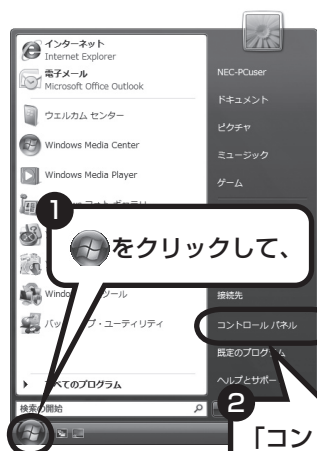 インターネット
Internet Explorer
電子メール
Microsoft Office Outlook
ウェルカム センター
Windows Media Center
Windows Media Player
すべてのプログラム
検索の開始
NEC-PCuser
ドキュメント
ピクチャ
ミュージック
ゲーム
接続先
コントロール パネル
既定のプログラム
ヘルプとサポー
1
をクリックして、
2
「コン